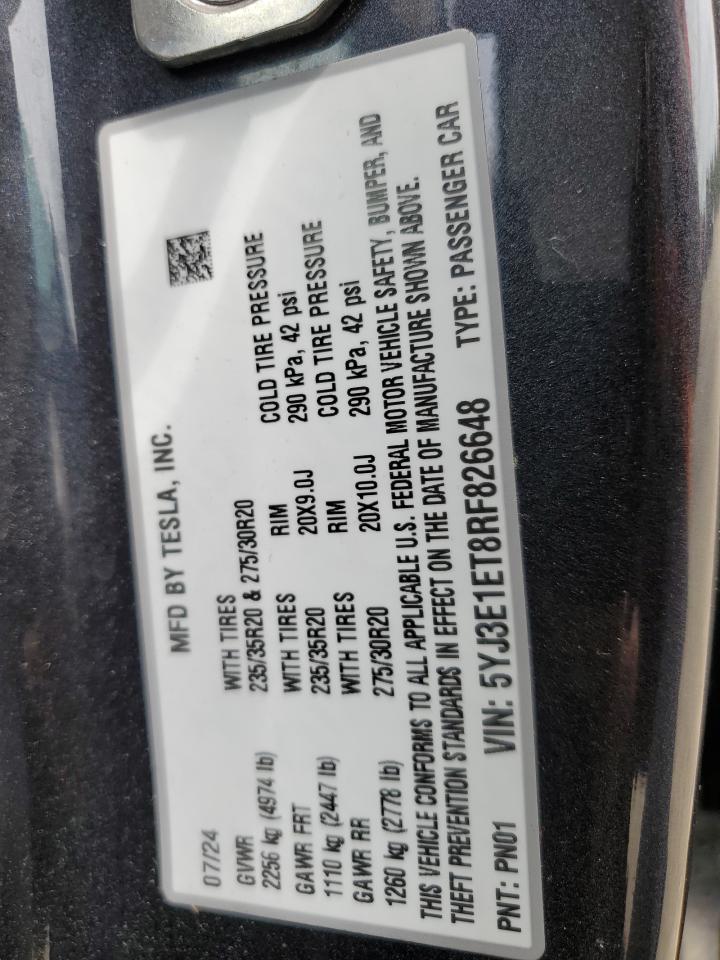 MFD BY TESLA, INC.
07/24
GVWR WITH TIRES
2256 kg (4974 lb) 235/35R20 & 275/30R20 COLD TIRE PRESSURE
GAWR FRT WITH TIRES RIM 290 kPa, 42 psi
1110 kg (2447 lb) 235/35R20 20X9.0J COLD TIRE PRESSURE
GAWR RR WITH TIRES RIM 290 kPa, 42 psi
1260 kg (2778 lb) 275/30R20 20X10.0J
THIS VEHICLE CONFORMS TO ALL APPLICABLE U.S. FEDERAL MOTOR VEHICLE SAFETY, BUMPER, AND
THEFT PREVENTION STANDARDS IN EFFECT ON THE DATE OF MANUFACTURE SHOWN ABOVE.
PNT: PN01 VIN: 5YJ3E1ET8RF826648 TYPE: PASSENGER CAR